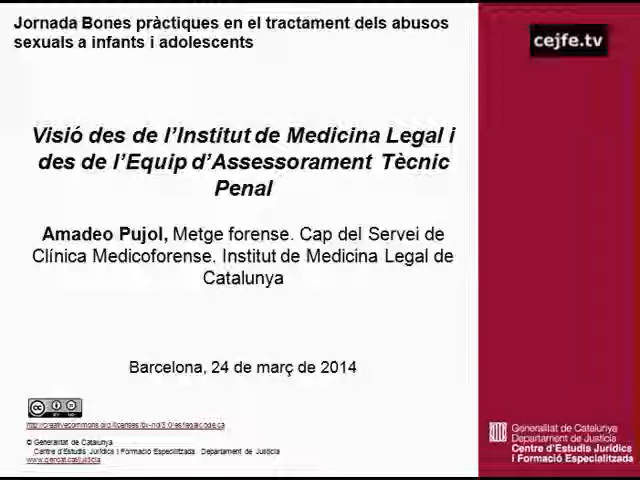 Jornada Bones pràctiques en el tractament dels abusos
sexuals a infants i adolescents
cejfe.tv
Visió des de l'Institut de Medicina Legal i
des de l'Equip d'Assessorament Tècnic
Penal
Amadeo Pujol, Metge forense. Cap del Servei de
Clínica Medicoforense. Institut de Medicina Legal de
Catalunya
Barcelona, 24 de març de 2014
© Generalitat de Catalunya
Centre d'Estudis Jurídics i Formació Especialitzada. Departament de Justícia
Generalitat de Catalunya
Departament de Justícia
Centre d'Estudis Jurídics
i Formació Especialitzada